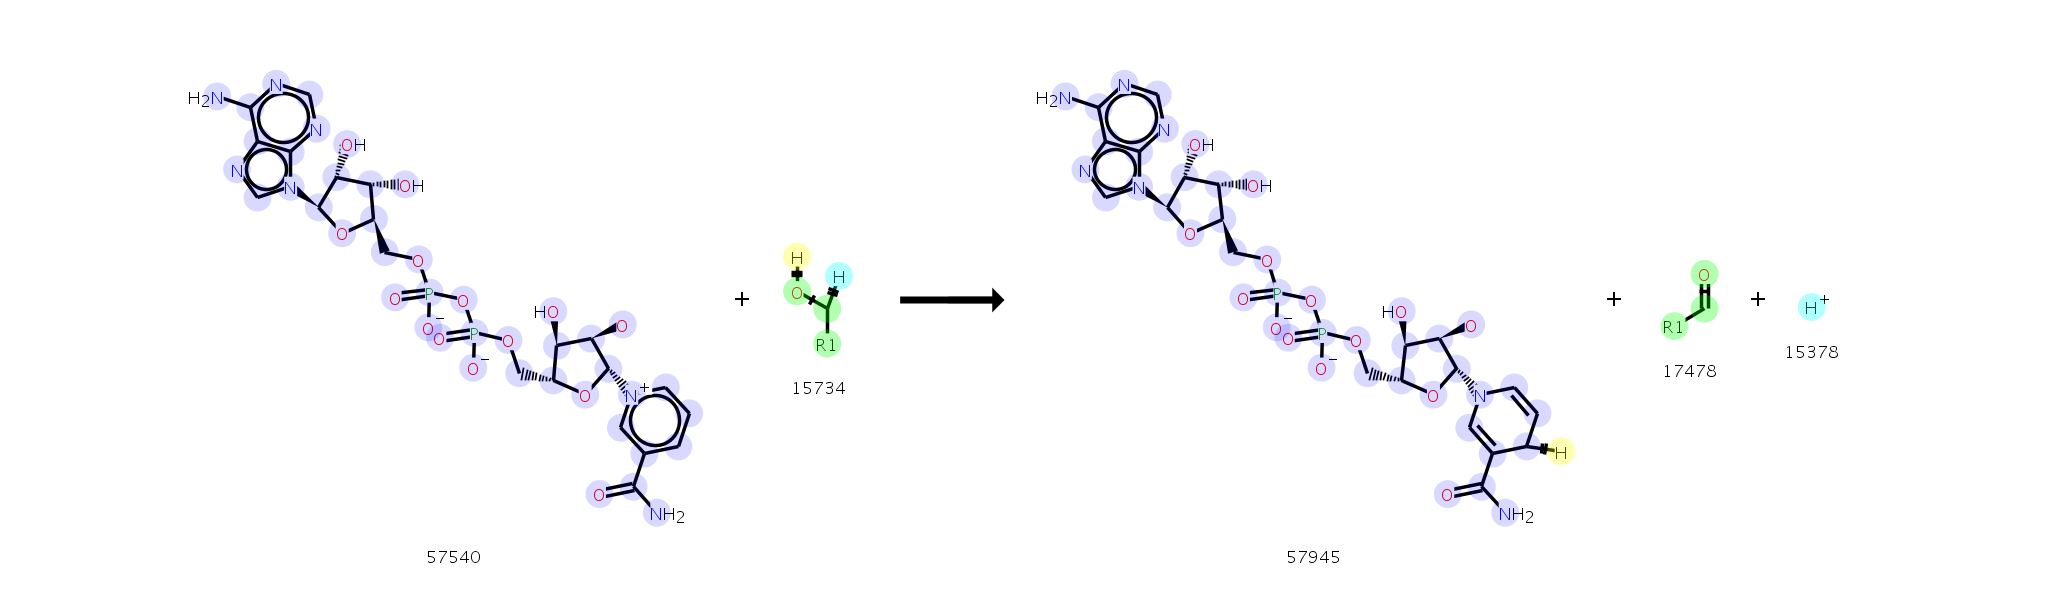 H2N N N N N OH OH O O O P O O − O P O O − HO O O N + O NH2
57540
+
H O H R1
15734
+
H2N N N N N OH OH O O O P O O − O P O O − HO O O N H O NH2
57945
+
O R1
17478
+
H+
15378